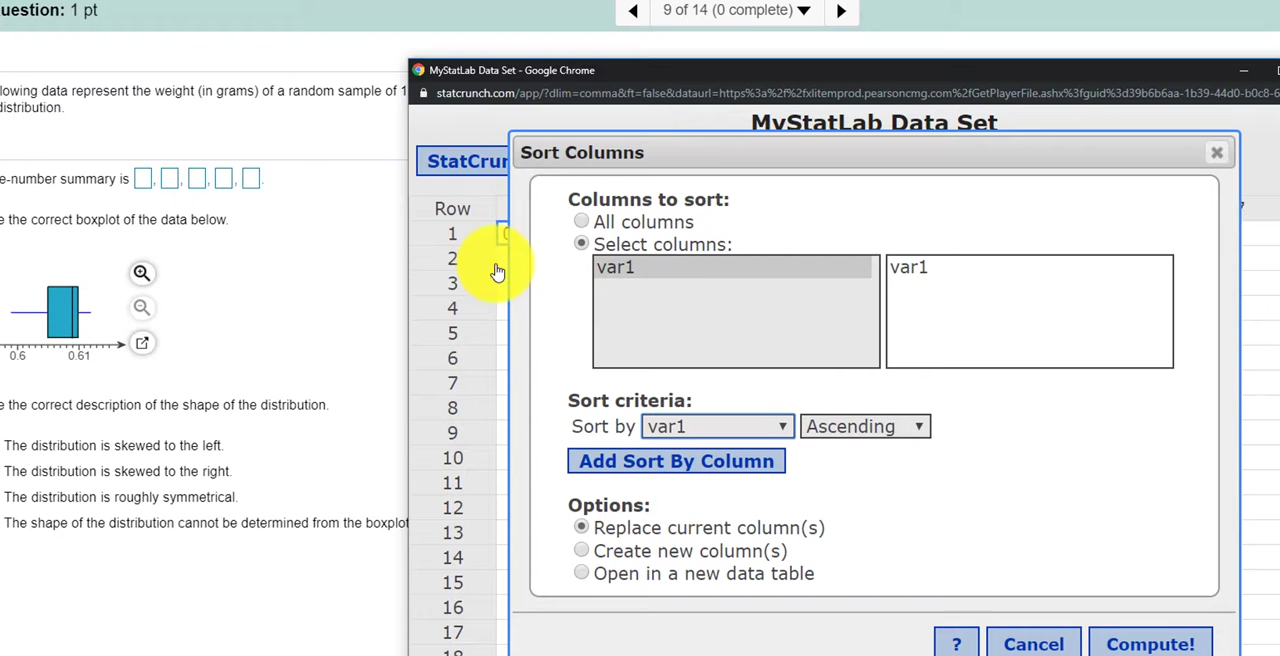 uestion: 1 pt
9 of 14 (0 complete)
MyStatLab Data Set - Google Chrome
statcrunch.com/app/?dlim=comma&ft=false&dataurl=https%3a%2f%2fxlitemprod.pearsoncmg.com%2fGetPlayerFile.ashx%3fguid%3d39b6b6aa-1b39-44d0-b0c8-6
lowing data represent the weight (in grams) of a random sample of 1
distribution.
MyStatLab Data Set
StatCrun
Sort Columns
e-number summary is , , , , .
e the correct boxplot of the data below.
0.6 0.61
e the correct description of the shape of the distribution.
The distribution is skewed to the left.
The distribution is skewed to the right.
The distribution is roughly symmetrical.
The shape of the distribution cannot be determined from the boxplot
Row
1
2
3
4
5
6
7
8
9
10
11
12
13
14
15
16
17
18
Columns to sort:
All columns
Select columns:
var1 var1
Sort criteria:
Sort by var1 Ascending
Add Sort By Column
Options:
Replace current column(s)
Create new column(s)
Open in a new data table
? Cancel Compute!